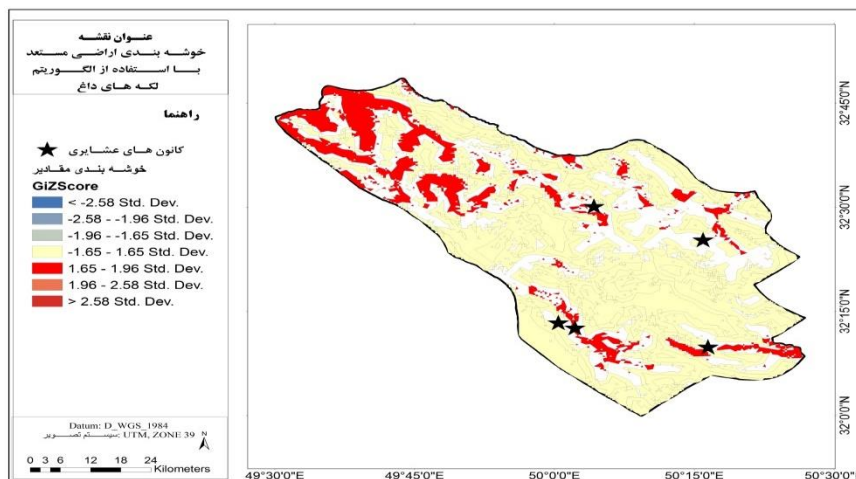 عنوان نقشه
خوشه بندی اراضی مستعد
با استفاده از الگوریتم
لکه های داغ
راهنما
کانون های عشایری
خوشه بندی مقادیر
GiZScore
< -2.58 Std. Dev.
-2.58 - -1.96 Std. Dev.
-1.96 - -1.65 Std. Dev.
-1.65 - 1.65 Std. Dev.
1.65 - 1.96 Std. Dev.
1.96 - 2.58 Std. Dev.
> 2.58 Std. Dev.
Datum: D_WGS_1984
سیستم تصویر: UTM, ZONE 39
N
0 3 6 12 18 24
Kilometers
32°45'0"N
32°30'0"N
32°15'0"N
32°0'0"N
49°30'0"E 49°45'0"E 50°0'0"E 50°15'0"E 50°30'0"E